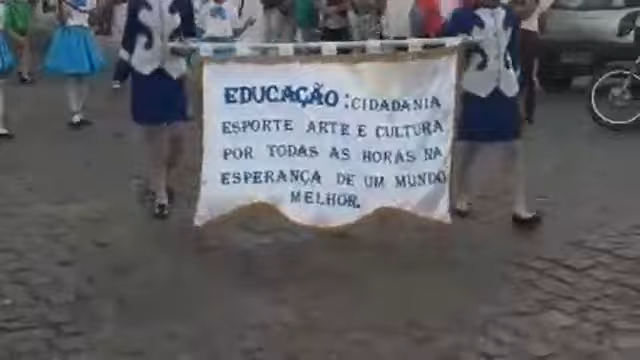 EDUCAÇÃO: CIDADANIA
ESPORTE ARTE E CULTURA
POR TODAS AS HORAS NA
ESPERANÇA DE UM MUNDO
MELHOR.